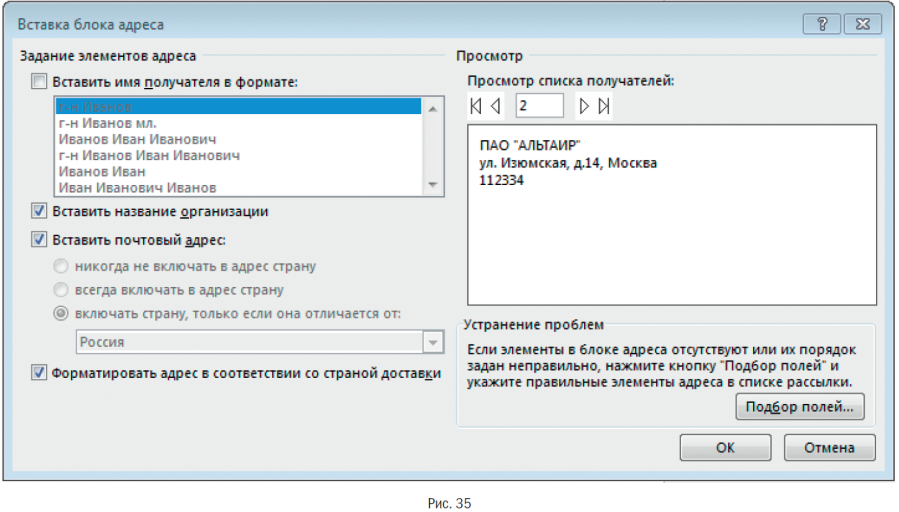 Вставка блока адреса
Задание элементов адреса
Вставить имя получателя в формате:
г-н Иванов
г-н Иванов мл.
Иванов Иван Иванович
г-н Иванов Иван Иванович
Иванов Иван
Иван Иванович Иванов
Вставить название организации
Вставить почтовый адрес:
никогда не включать в адрес страну
всегда включать в адрес страну
включать страну, только если она отличается от:
Россия
Форматировать адрес в соответствии со страной доставки
Просмотр
Просмотр списка получателей:
2
ПАО "АЛЬТАИР"
ул. Изюмская, д.14, Москва
112334
Устранение проблем
Если элементы в блоке адреса отсутствуют или их порядок
задан неправильно, нажмите кнопку "Подбор полей" и
укажите правильные элементы адреса в списке рассылки.
Подбор полей...
ОК
Отмена
Рис. 35